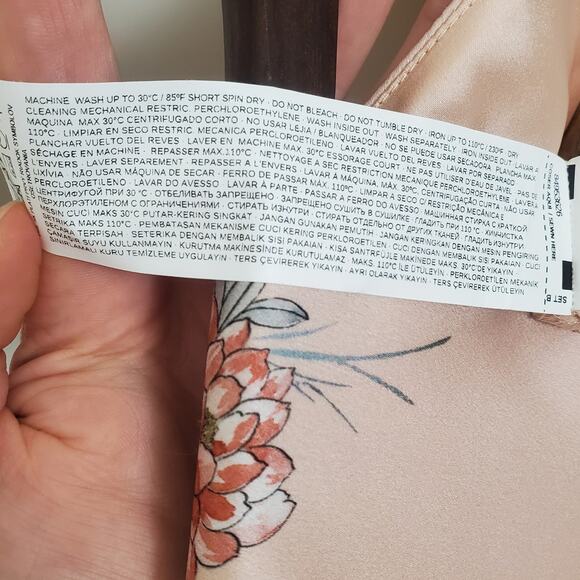 MACHINE WASH UP TO 30°C / 85°F SHORT SPIN DRY · DO NOT BLEACH · DO NOT TUMBLE DRY · IRON UP TO 110°C / 230°F DRY
CLEANING MECHANICAL RESTRIC. PERCHLOROETHYLENE · WASH INSIDE OUT · WASH SEPARATELY · IRON INSIDE OUT · LAVAR A
MAQUINA MAX 30°C CENTRIFUGADO CORTO · NO USAR LEJIA / BLANQUEADOR · NO SE PUEDE USAR SECADORA PLANCHA MAX
110°C · LIMPIAR EN SECO RESTRIC. MECANICA PERCLOROETILENO · LAVAR DEL REVES · LAVAR POR SEPARADO
PLANCHAR VUELTO DEL REVES · LAVER EN MACHINE MAX. 30°C ESSORAGE COURT · NE PAS UTILISER D'EAU DE JAVEL · PAS DE
SÉCHAGE EN MACHINE · REPASSER MAX. 110°C · NETTOYAGE A SEC RESTRICTION MECANIQUE PERCHLOROETHYLENE · LAVER SUR
L'ENVERS · LAVER SEPAREMENT · REPASSER A L'ENVERS · LAVAR À MÁQUINA, MAX. 30°C, CENTRIFUGAÇÃO CURTA · NÃO USAR
LIXÍVIA · NÃO USAR MÁQUINA DE SECAR · FERRO DE PASSAR MÁX. 110°C · LIMPAR A SECO RESTRIÇÃO MECÂNICA E
PERCLOROETILENO · LAVAR DO AVESSO · LAVAR À PARTE · PASSAR A FERRO DO AVESSO · МАШИННАЯ СТИРКА С КРАТКОЙ
ЦЕНТРИФУГОЙ ПРИ 30 °C · ОТБЕЛИВАТЬ ЗАПРЕЩЕНО · ЗАПРЕЩЕНО СУШИТЬ В СУШИЛКЕ · ГЛАДИТЬ ПРИ 110 °C · ХИМЧИСТКА
С ПЕРХЛОРЭТИЛЕНОМ С ОГРАНИЧЕНИЯМИ · СТИРАТЬ ИЗНУТРИ · СТИРАТЬ ОТДЕЛЬНО ОТ ДРУГИХ ТКАНЕЙ · ГЛАДИТЬ ИЗНУТРИ
MESIN CUCI MAKS 30°C PUTAR-KERING SINGKAT · JANGAN GUNAKAN PEMUTIH · JANGAN KERINGKAN DENGAN MESIN PENGERING
SETRIKA MAKS 110°C · PEMBATASAN MEKANISME CUCI KERING PERKLOROETILEN · CUCI DENGAN MEMBALIK SISI PAKAIAN · CUCI
SECARA TERPISAH · SETERIKA DENGAN MEMBALIK SISI PAKAIAN · KISA SANTRFÜJLE MAKİNEDE MAKS. 30°C'DE YIKAYIN
ÇAMAŞIR SUYU KULLANMAYIN · KURUTMA MAKİNESİNDE KURUTULAMAZ · MAKS. 110°C İLE ÜTÜLEYİN · PERKLOROETİLEN MEKANİK
SINIRLAMALI KURU TEMİZLEME UYGULAYIN · TERS ÇEVİREREK YIKAYIN · AYRI OLARAK YIKAYIN · TERS ÇEVİREREK ÜTÜLEYİN
SEWN HERE
SET B